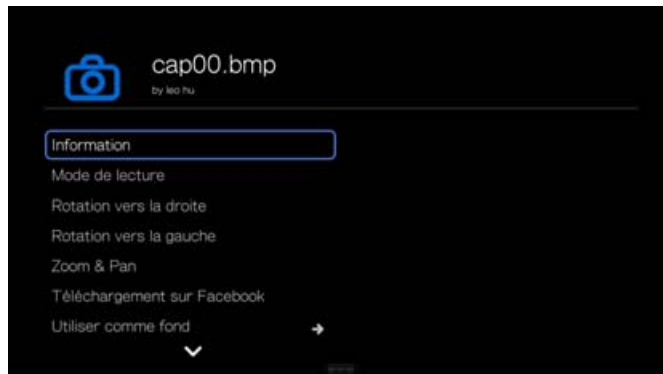 cap00.bmp
by leo hu
Information
Mode de lecture
Rotation vers la droite
Rotation vers la gauche
Zoom & Pan
Téléchargement sur Facebook
Utiliser comme fond